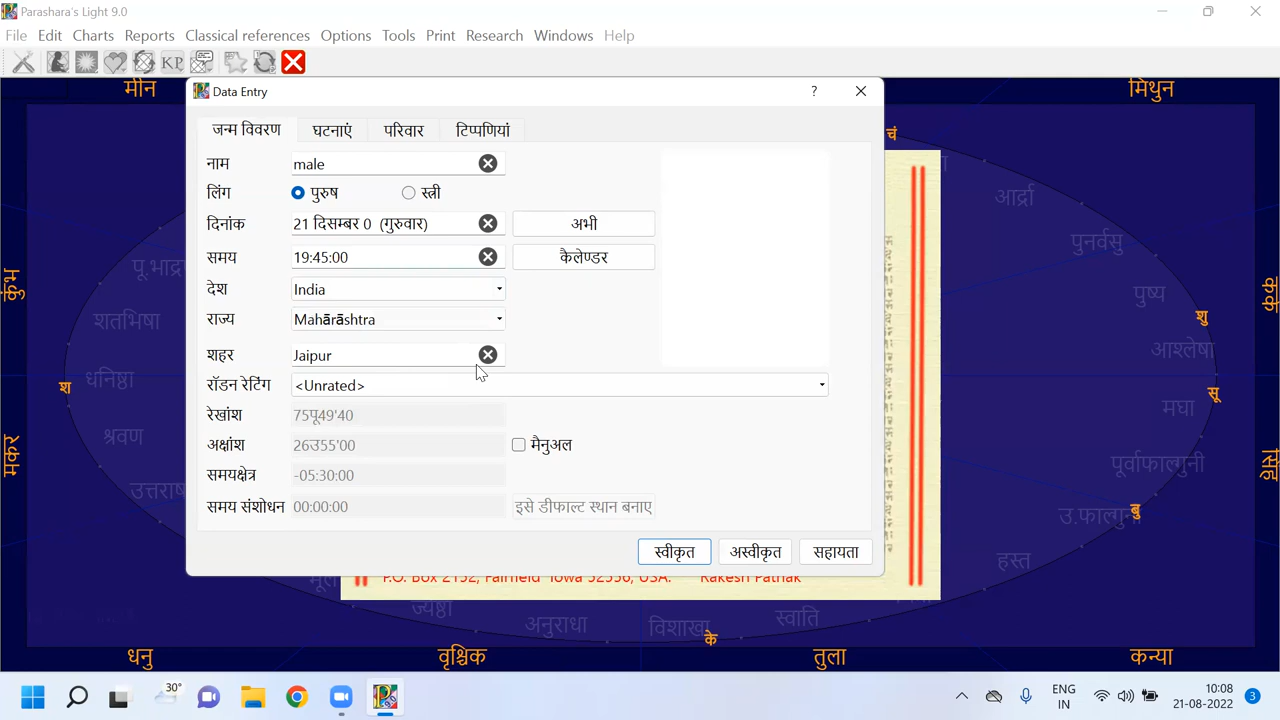 Parashara's Light 9.0
File Edit Charts Reports Classical references Options Tools Print Research Windows Help
KP
मीन
मिथुन
Data Entry
?
जन्म विवरण घटनाएं परिवार टिप्पणियां
चं
नाम male
लिंग पुरुष स्त्री
आर्द्रा
दिनांक 21 दिसम्बर 0 (गुरुवार) अभी
पुनर्वसु
समय 19:45:00 कैलेण्डर
पू.भाद्रा
देश India
कुंभ
पुष्य
कर्क
राज्य Mahārāshtra
शतभिषा
शु
शहर Jaipur
आश्लेषा
रॉडन रेटिंग <Unrated>
श धनिष्ठा
सू
मघा
रेखांश 75पू49'40
अक्षांश 26उ55'00 मैनुअल
श्रवण
मकर
पूर्वाफाल्गुनी
सिंह
समयक्षेत्र -05:30:00
उत्तराष
समय संशोधन 00:00:00 इसे डीफाल्ट स्थान बनाए
उ.फाल्गुनी
बु
स्वीकृत अस्वीकृत सहायता
हस्त
मूल
P.O. Box 2152, Fairfield Iowa 52556, USA. Rakesh Pathak
ज्येष्ठा अनुराधा विशाखा स्वाति
के
धनु वृश्चिक तुला कन्या
30°
ENG
IN
10:08
21-08-2022
3